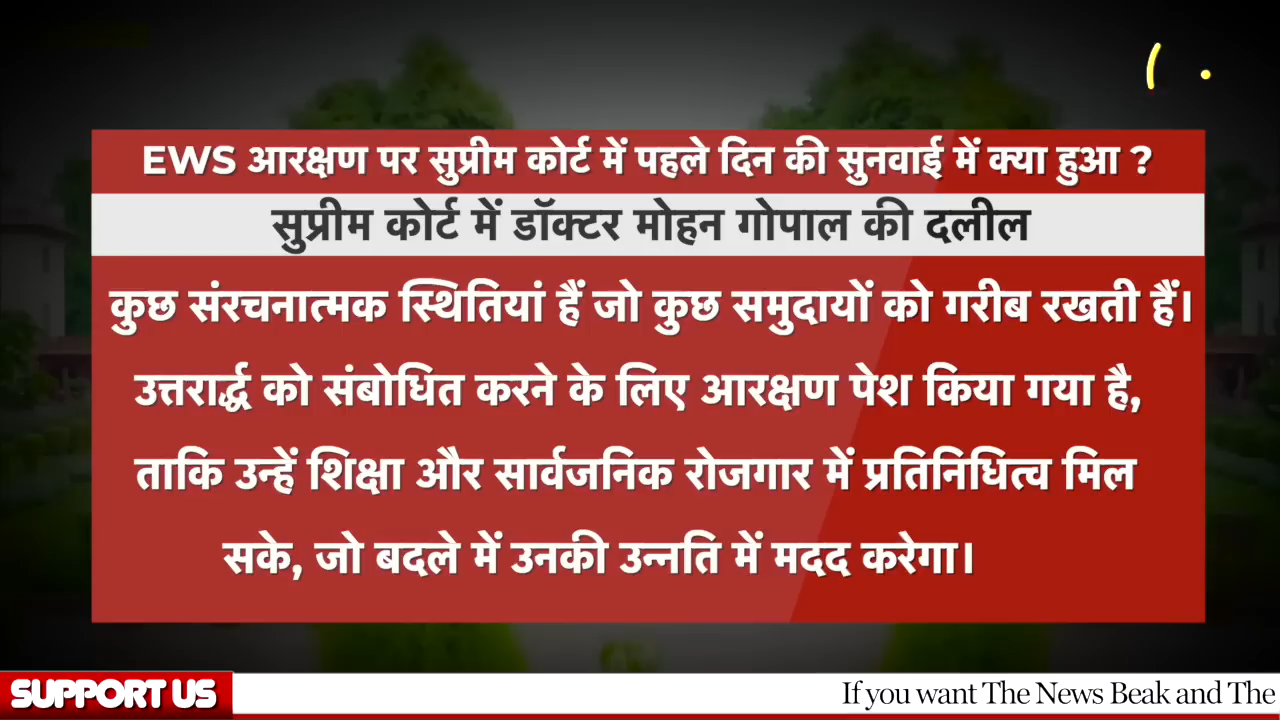 EWS आरक्षण पर सुप्रीम कोर्ट में पहले दिन की सुनवाई में क्या हुआ ?
सुप्रीम कोर्ट में डॉक्टर मोहन गोपाल की दलील
कुछ संरचनात्मक स्थितियां हैं जो कुछ समुदायों को गरीब रखती हैं।
उत्तरार्द्ध को संबोधित करने के लिए आरक्षण पेश किया गया है,
ताकि उन्हें शिक्षा और सार्वजनिक रोजगार में प्रतिनिधित्व मिल
सके, जो बदले में उनकी उन्नति में मदद करेगा।
SUPPORT US
If you want The News Beak and The